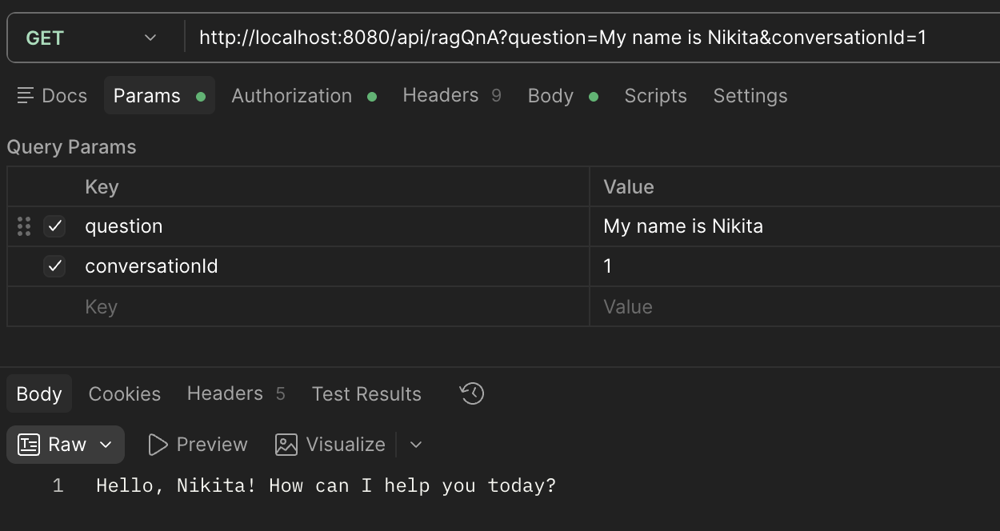 GET http://localhost:8080/api/ragQnA?question=My name is Nikita&conversationId=1
Docs Params Authorization Headers 9 Body Scripts Settings
Query Params
Key Value
question My name is Nikita
conversationId 1
Key Value
Body Cookies Headers 5 Test Results
Raw Preview Visualize
1 Hello, Nikita! How can I help you today?